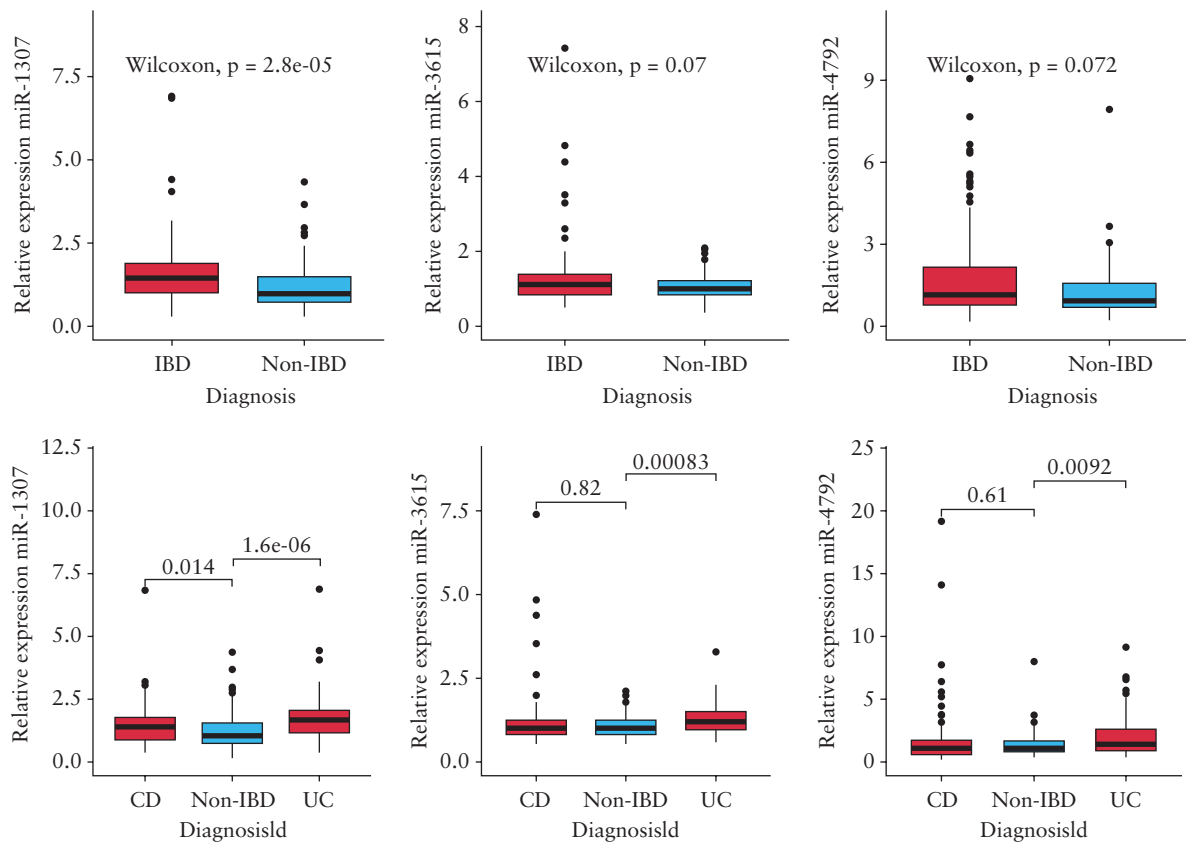 Relative expression miR-1307
7.5
5.0
2.5
0.0
Wilcoxon, p = 2.8e-05
IBD
Non-IBD
Diagnosis
Relative expression miR-3615
8
6
4
2
0
Wilcoxon, p = 0.07
IBD
Non-IBD
Diagnosis
Relative expression miR-4792
9
6
3
0
Wilcoxon, p = 0.072
IBD
Non-IBD
Diagnosis
Relative expression miR-1307
12.5
10.0
7.5
5.0
2.5
0.0
0.014
1.6e-06
CD
Non-IBD
UC
Diagnosisld
Relative expression miR-3615
7.5
5.0
2.5
0.0
0.82
0.00083
CD
Non-IBD
UC
Diagnosisld
Relative expression miR-4792
25
20
15
10
5
0
0.61
0.0092
CD
Non-IBD
UC
Diagnosisld